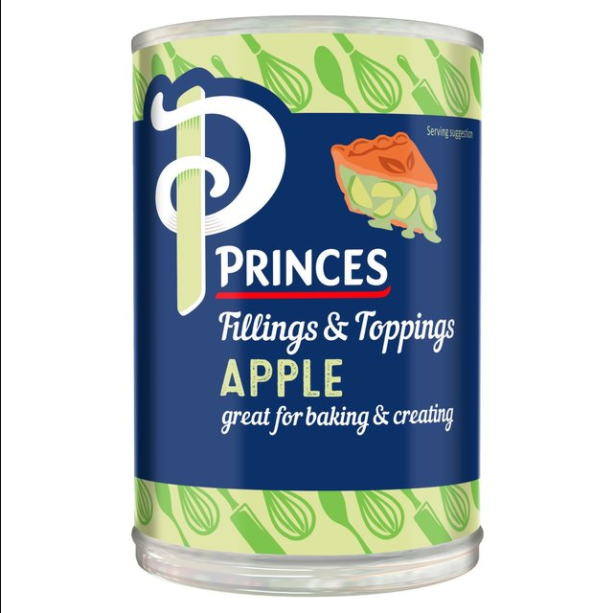 Serving suggestion
P
PRINCES
Fillings & Toppings
APPLE
great for baking & creating